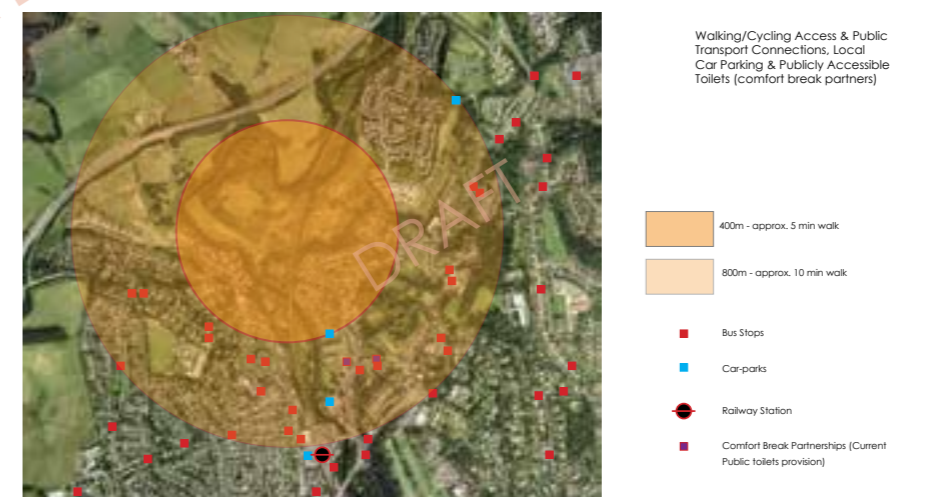 Walking/Cycling Access & Public
Transport Connections, Local
Car Parking & Publicly Accessible
Toilets (comfort break partners)
DRAFT
400m - approx. 5 min walk
800m - approx. 10 min walk
Bus Stops
Car-parks
Railway Station
Comfort Break Partnerships (Current
Public toilets provision)